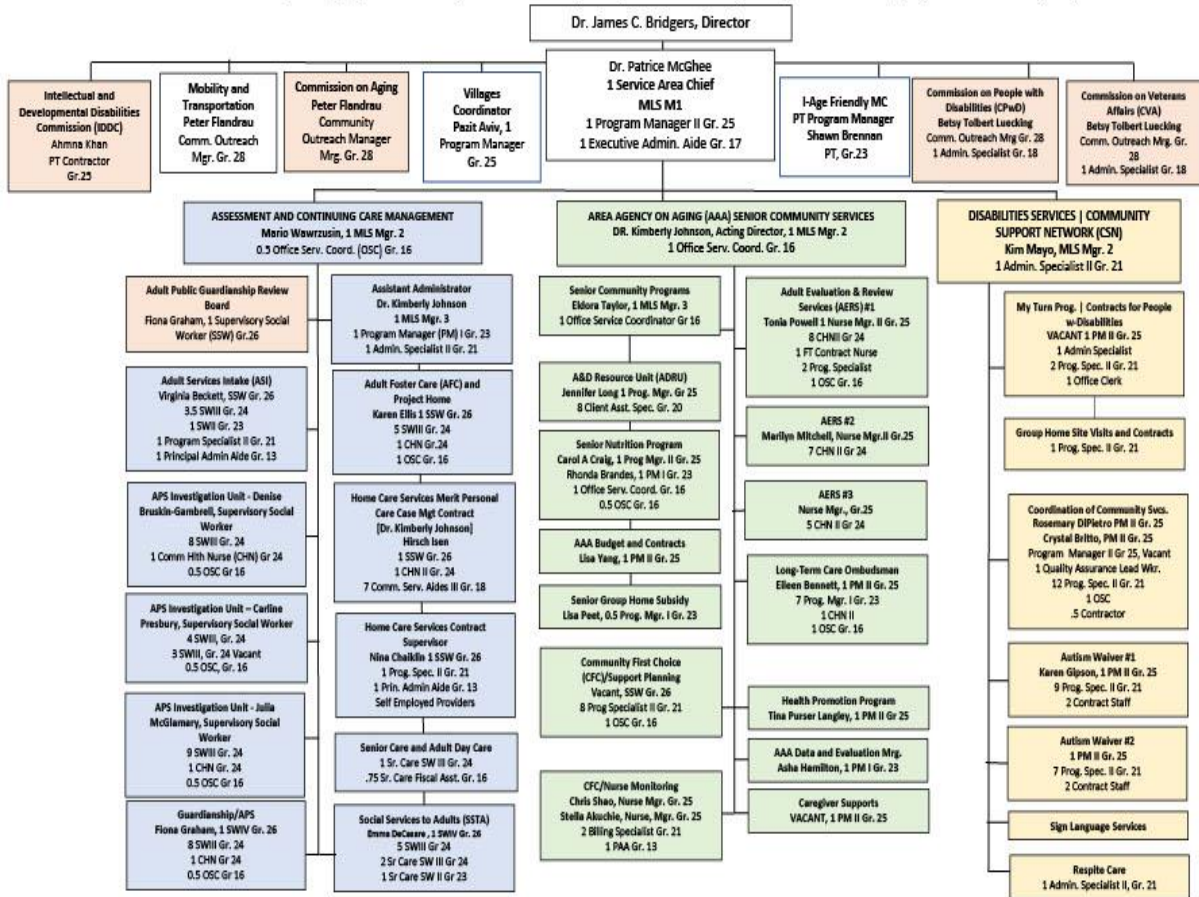 Dr. James C. Bridgers, Director
Intellectual and
Developmental Disabilities
Commission (IDDC)
Ahmna Khan
PT Contractor
Gr.25
Mobility and
Transportation
Peter Flandrau
Comm. Outreach
Mgr. Gr. 28
Commission on Aging
Peter Flandrau
Community
Outreach Manager
Mrg. Gr. 28
Villages
Coordinator
Pazit Aviv, 1
Program Manager
Gr. 25
Dr. Patrice McGhee
1 Service Area Chief
MLS M1
1 Program Manager II Gr. 25
1 Executive Admin. Aide Gr. 17
I-Age Friendly MC
PT Program Manager
Shawn Brennan
PT, Gr.23
Commission on People with
Disabilities (CPwD)
Betsy Tolbert Luecking
Comm. Outreach Mrg Gr. 28
1 Admin. Specialist Gr. 18
Commission on Veterans
Affairs (CVA)
Betsy Tolbert Luecking
Comm. Outreach Mrg. Gr.
28
1 Admin. Specialist Gr. 18
ASSESSMENT AND CONTINUING CARE MANAGEMENT
Mario Wawrzusin, 1 MLS Mgr. 2
0.5 Office Serv. Coord. (OSC) Gr. 16
Adult Public Guardianship Review
Board
Fiona Graham, 1 Supervisory Social
Worker (SSW) Gr.26
Adult Services Intake (ASI)
Virginia Beckett, SSW Gr. 26
3.5 SWIII Gr. 24
1 SWII Gr. 23
1 Program Specialist II Gr. 21
1 Principal Admin Aide Gr. 13
APS Investigation Unit - Denise
Bruskin-Gambrell, Supervisory Social
Worker
8 SWIII Gr. 24
1 Comm Hlth Nurse (CHN) Gr 24
0.5 OSC Gr 16
APS Investigation Unit – Carline
Presbury, Supervisory Social Worker
4 SWIII, Gr. 24
3 SWIII, Gr. 24 Vacant
0.5 OSC, Gr. 16
APS Investigation Unit - Julia
McGlamary, Supervisory Social
Worker
9 SWIII Gr. 24
1 CHN Gr. 24
0.5 OSC Gr 16
Guardianship/APS
Fiona Graham, 1 SWIV Gr. 26
8 SWIII Gr. 24
1 CHN Gr 24
0.5 OSC Gr 16
Assistant Administrator
Dr. Kimberly Johnson
1 MLS Mgr. 3
1 Program Manager (PM) I Gr. 23
1 Admin. Specialist II Gr. 21
Adult Foster Care (AFC) and
Project Home
Karen Ellis 1 SSW Gr. 26
5 SWIII Gr. 24
1 CHN Gr.24
1 OSC Gr. 16
Home Care Services Merit Personal
Care Case Mgt Contract
[Dr. Kimberly Johnson]
Hirsch Isen
1 SSW Gr. 26
1 CHN II Gr. 24
7 Comm. Serv. Aides III Gr. 18
Home Care Services Contract
Supervisor
Nina Chaiklin 1 SSW Gr. 26
1 Prog. Spec. II Gr. 21
1 Prin. Admin Aide Gr. 13
Self Employed Providers
Senior Care and Adult Day Care
1 Sr. Care SW III Gr. 24
.75 Sr. Care Fiscal Asst. Gr. 16
Social Services to Adults (SSTA)
Emma DeCasare , 1 SWIV Gr. 26
5 SWIII Gr 24
2 Sr Care SW III Gr 24
1 Sr Care SW II Gr 23
AREA AGENCY ON AGING (AAA) SENIOR COMMUNITY SERVICES
DR. Kimberly Johnson, Acting Director, 1 MLS Mgr. 2
1 Office Serv. Coord. Gr. 16
Senior Community Programs
Eldora Taylor, 1 MLS Mgr. 3
1 Office Service Coordinator Gr 16
A&D Resource Unit (ADRU)
Jennifer Long 1 Prog. Mgr. Gr 25
8 Client Asst. Spec. Gr. 20
Senior Nutrition Program
Carol A Craig, 1 Prog Mgr. II Gr. 25
Rhonda Brandes, 1 PM I Gr. 23
1 Office Serv. Coord. Gr. 16
0.5 OSC Gr. 16
AAA Budget and Contracts
Lisa Yang, 1 PM II Gr. 25
Senior Group Home Subsidy
Lisa Peet, 0.5 Prog. Mgr. I Gr. 23
Community First Choice
(CFC)/Support Planning
Vacant, SSW Gr. 26
8 Prog Specialist II Gr. 21
1 OSC Gr. 16
CFC/Nurse Monitoring
Chris Shao, Nurse Mgr. Gr. 25
Stella Akuchie, Nurse, Mgr. Gr. 25
2 Billing Specialist Gr. 21
1 PAA Gr. 13
Adult Evaluation & Review
Services (AERS) #1
Tonia Powell 1 Nurse Mgr. II Gr. 25
8 CHNII Gr 24
1 FT Contract Nurse
2 Prog. Specialist
1 OSC Gr. 16
AERS #2
Marilyn Mitchell, Nurse Mgr.II Gr.25
7 CHN II Gr 24
AERS #3
Nurse Mgr., Gr.25
5 CHN II Gr 24
Long-Term Care Ombudsman
Eileen Bennett, 1 PM II Gr. 25
7 Prog. Mgr. I Gr. 23
1 CHN II
1 OSC Gr. 16
Health Promotion Program
Tina Purser Langley, 1 PM II Gr 25
AAA Data and Evaluation Mrg.
Asha Hamilton, 1 PM I Gr. 23
Caregiver Supports
VACANT, 1 PM II Gr. 25
DISABILITIES SERVICES | COMMUNITY
SUPPORT NETWORK (CSN)
Kim Mayo, MLS Mgr. 2
1 Admin. Specialist II Gr. 21
My Turn Prog. | Contracts for People
w-Disabilities
VACANT 1 PM II Gr. 25
1 Admin Specialist
2 Prog. Spec II Gr. 21
1 Office Clerk
Group Home Site Visits and Contracts
1 Prog. Spec. II Gr. 21
Coordination of Community Svcs.
Rosemary DiPietro PM II Gr. 25
Crystal Britto, PM II Gr. 25
Program Manager II Gr 25, Vacant
1 Quality Assurance Lead Wkr.
12 Prog. Spec. II Gr. 21
1 OSC
.5 Contractor
Autism Waiver #1
Karen Gipson, 1 PM II Gr. 25
9 Prog. Spec. II Gr. 21
2 Contract Staff
Autism Waiver #2
1 PM II Gr. 25
7 Prog. Spec. II Gr. 21
2 Contract Staff
Sign Language Services
Respite Care
1 Admin. Specialist II, Gr. 21